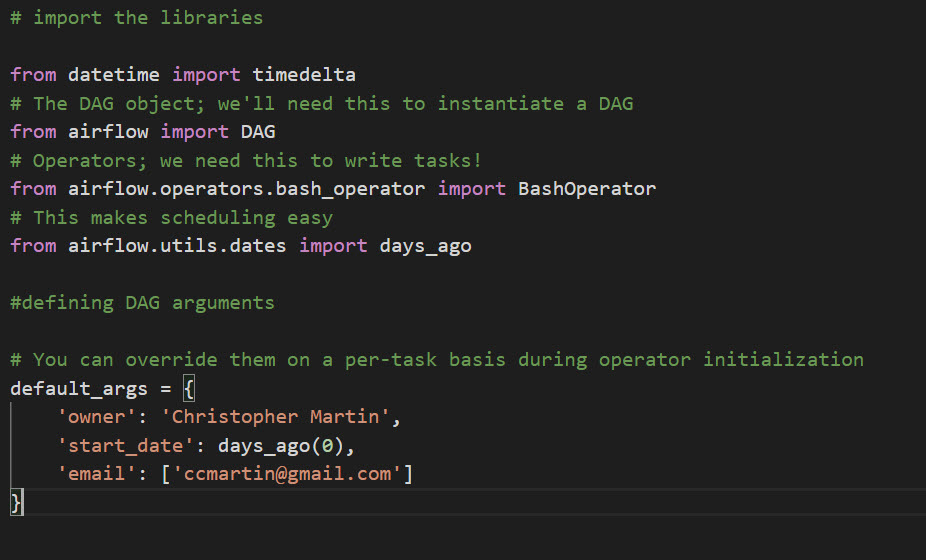 # import the libraries
from datetime import timedelta
# The DAG object; we'll need this to instantiate a DAG
from airflow import DAG
# Operators; we need this to write tasks!
from airflow.operators.bash_operator import BashOperator
# This makes scheduling easy
from airflow.utils.dates import days_ago
#defining DAG arguments
# You can override them on a per-task basis during operator initialization
default_args = {
    'owner': 'Christopher Martin',
    'start_date': days_ago(0),
    'email': ['ccmartin@gmail.com']
}